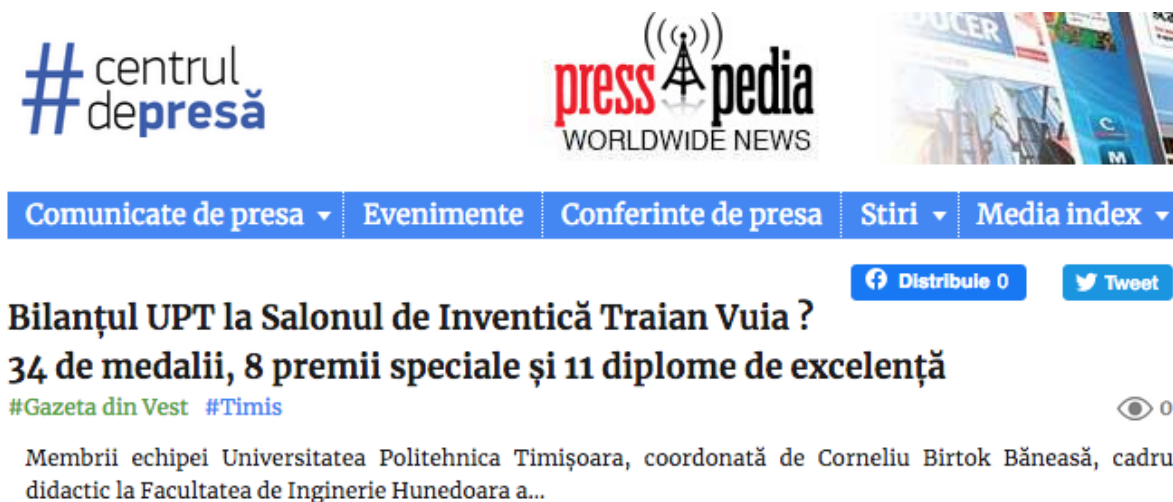 # centrul
depresă
pressApedia
WORLDWIDE NEWS
DUCER
C
M
Comunicate de presa Evenimente Conferinte de presa Stiri Media index
Distribuie 0 Tweet
Bilanțul UPT la Salonul de Inventică Traian Vuia ?
34 de medalii, 8 premii speciale și 11 diplome de excelență
#Gazeta din Vest #Timis 0
Membrii echipei Universitatea Politehnica Timișoara, coordonată de Corneliu Birtok Băneasă, cadru
didactic la Facultatea de Inginerie Hunedoara a...